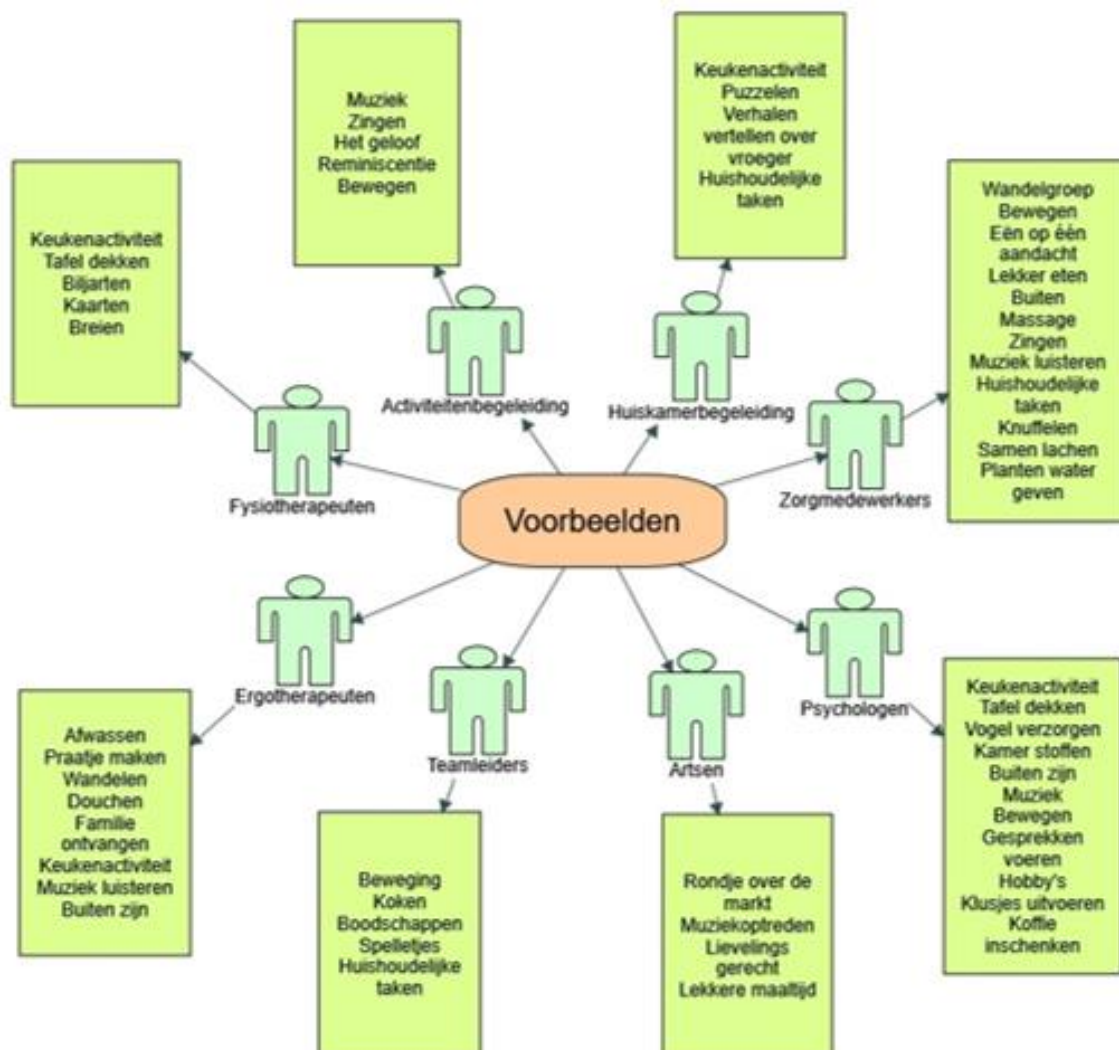 Muziek
Zingen
Het geloof
Reminiscentie
Bewegen
Keukenactiviteit
Puzzelen
Verhalen
vertellen over
vroeger
Huishoudelijke
taken
Keukenactiviteit
Tafel dekken
Biljarten
Kaarten
Breien
Wandelgroep
Bewegen
Eén op één
aandacht
Lekker eten
Buiten
Massage
Zingen
Muziek luisteren
Huishoudelijke
taken
Knuffelen
Samen lachen
Planten water
geven
Activiteitenbegeleiding
Huiskamerbegeleiding
Fysiotherapeuten
Zorgmedewerkers
Voorbeelden
Ergotherapeuten
Teamleiders
Artsen
Psychologen
Afwassen
Praatje maken
Wandelen
Douchen
Familie
ontvangen
Keukenactiviteit
Muziek luisteren
Buiten zijn
Beweging
Koken
Boodschappen
Spelletjes
Huishoudelijke
taken
Rondje over de
markt
Muziekoptreden
Lievelings
gerecht
Lekkere maaltijd
Keukenactiviteit
Tafel dekken
Vogel verzorgen
Kamer stoffen
Buiten zijn
Muziek
Bewegen
Gesprekken
voeren
Hobby's
Klusjes uitvoeren
Koffie
inschenken